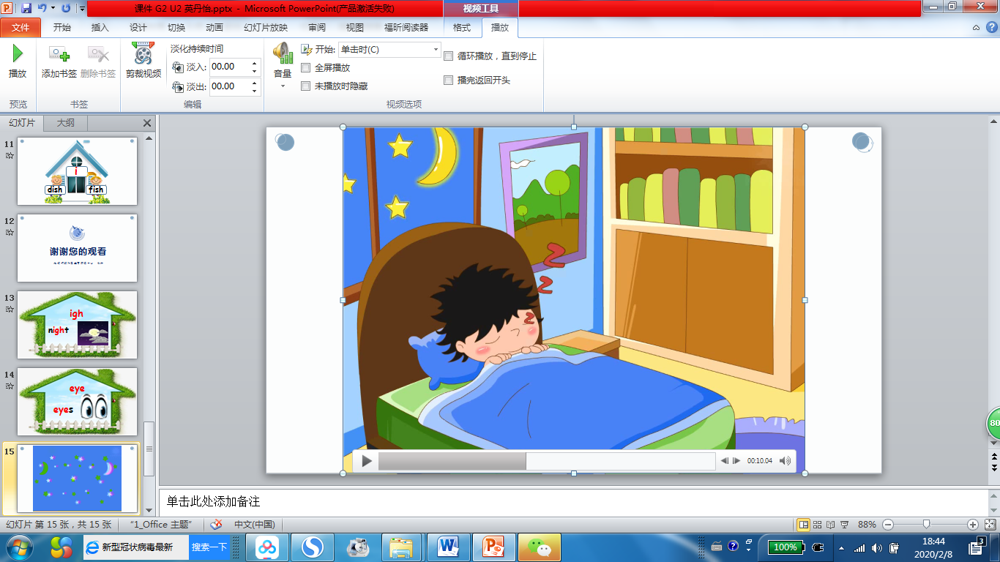 课件 G2 U2 英丹怡.pptx - Microsoft PowerPoint(产品激活失败)
视频工具
文件 开始 插入 设计 切换 动画 幻灯片放映 审阅 视图 福昕阅读器 格式 播放
播放
预览
添加书签 删除书签
书签
剪裁视频
淡化持续时间
淡入: 00.00
淡出: 00.00
编辑
音量
开始: 单击时(C)
全屏播放
未播放时隐藏
循环播放，直到停止
播完返回开头
视频选项
幻灯片 大纲
11
i
dish fish
12
谢谢您的观看
13
igh
night
14
eye
eyes
15
z
z
z
00:10.04
80
单击此处添加备注
幻灯片 第 15 张，共 15 张 "1_Office 主题" 中文(中国) 88%
新型冠状病毒最新 搜索一下
100%
18:44
2020/2/8
3